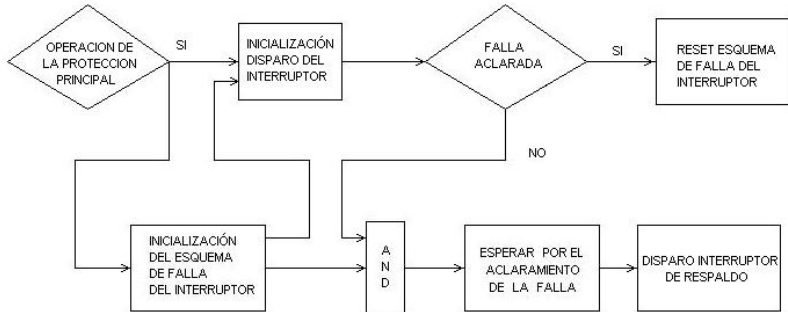 OPERACION DE
LA PROTECCION
PRINCIPAL
SI
INICIALIZACIÓN
DISPARO DEL
INTERRUPTOR
FALLA
ACLARADA
SI
RESET ESQUEMA
DE FALLA DEL
INTERRUPTOR
NO
INICIALIZACIÓN
DEL ESQUEMA
DE FALLA
DEL INTERRUPTOR
A
N
D
ESPERAR POR EL
ACLARAMIENTO
DE LA FALLA
DISPARO INTERRUPTOR
DE RESPALDO